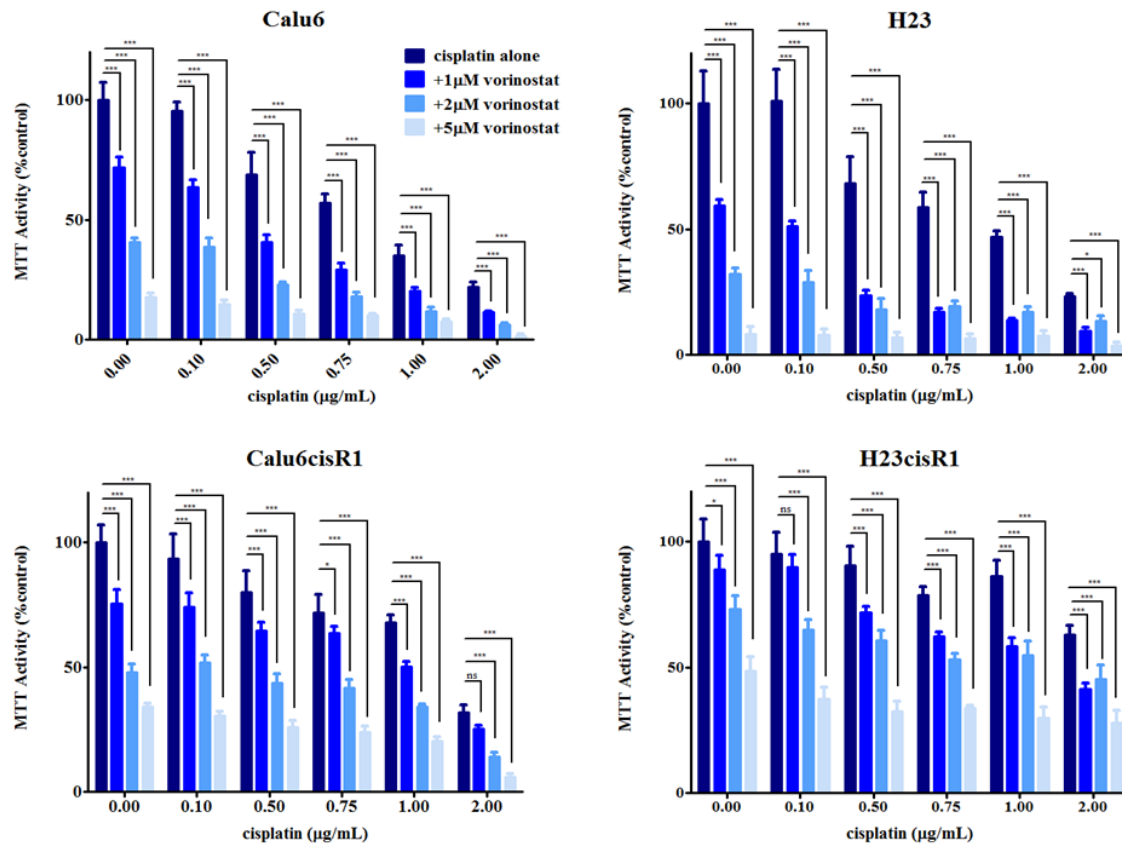 Calu6
*** *** *** *** *** *** *** *** *** *** *** *** *** *** *** *** *** ***
cisplatin alone
+1µM vorinostat
+2µM vorinostat
+5µM vorinostat
100
50
0
MTT Activity (%control)
0.00 0.10 0.50 0.75 1.00 2.00
cisplatin (µg/mL)
H23
*** *** *** *** *** *** *** *** *** *** *** *** *** *** *** *** * ***
100
50
0
MTT Activity (%control)
0.00 0.10 0.50 0.75 1.00 2.00
cisplatin (µg/mL)
Calu6cisR1
*** *** *** *** *** *** *** *** *** * *** *** *** *** *** ns *** ***
100
50
0
MTT Activity (%control)
0.00 0.10 0.50 0.75 1.00 2.00
cisplatin (µg/mL)
H23cisR1
* *** *** ns *** *** *** *** *** *** *** *** *** *** *** *** *** ***
100
50
0
MTT Activity (%control)
0.00 0.10 0.50 0.75 1.00 2.00
cisplatin (µg/mL)